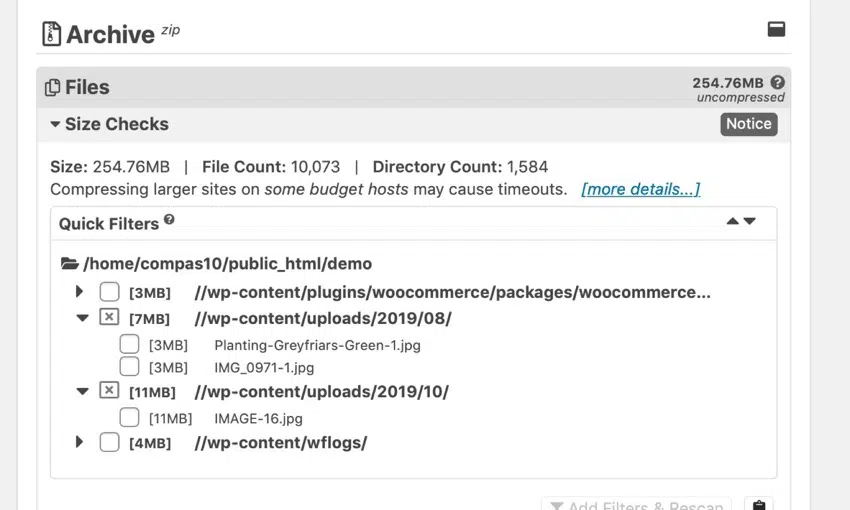 Archive zip
Files
254.76MB
uncompressed
Size Checks
Notice
Size: 254.76MB | File Count: 10,073 | Directory Count: 1,584
Compressing larger sites on some budget hosts may cause timeouts. [more details...]
Quick Filters
/home/compas10/public_html/demo
[3MB] //wp-content/plugins/woocommerce/packages/woocommerce...
[7MB] //wp-content/uploads/2019/08/
[3MB] Planting-Greyfriars-Green-1.jpg
[3MB] IMG_0971-1.jpg
[11MB] //wp-content/uploads/2019/10/
[11MB] IMAGE-16.jpg
[4MB] //wp-content/wflogs/
Add Filters & Rescan